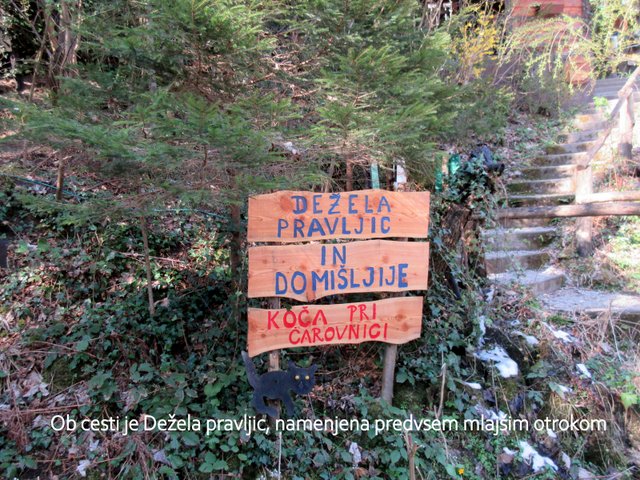 DEŽELA
PRAVLJIC
IN
DOMIŠLJIJE
KOČA PRI
ČAROVNICI
Ob cesti je Dežela pravljic, namenjena predvsem mlajšim otrokom